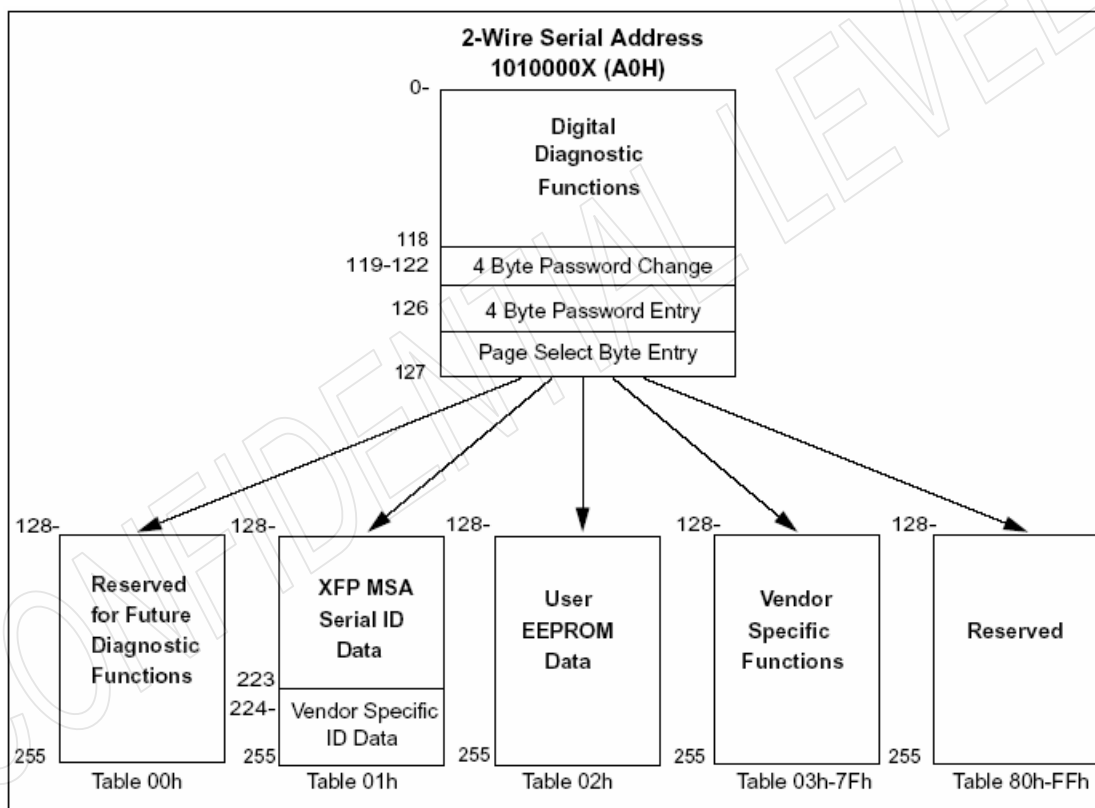 2-Wire Serial Address
1010000X (A0H)
0-
Digital
Diagnostic
Functions
118
119-122
4 Byte Password Change
126
4 Byte Password Entry
Page Select Byte Entry
127
128-
Reserved
for Future
Diagnostic
Functions
255
Table 00h
128-
XFP MSA
Serial ID
Data
223
224-
Vendor Specific
ID Data
255
Table 01h
128-
User
EEPROM
Data
255
Table 02h
128-
Vendor
Specific
Functions
255
Table 03h-7Fh
128-
Reserved
255
Table 80h-FFh
CONFIDENTIAL LEVEL